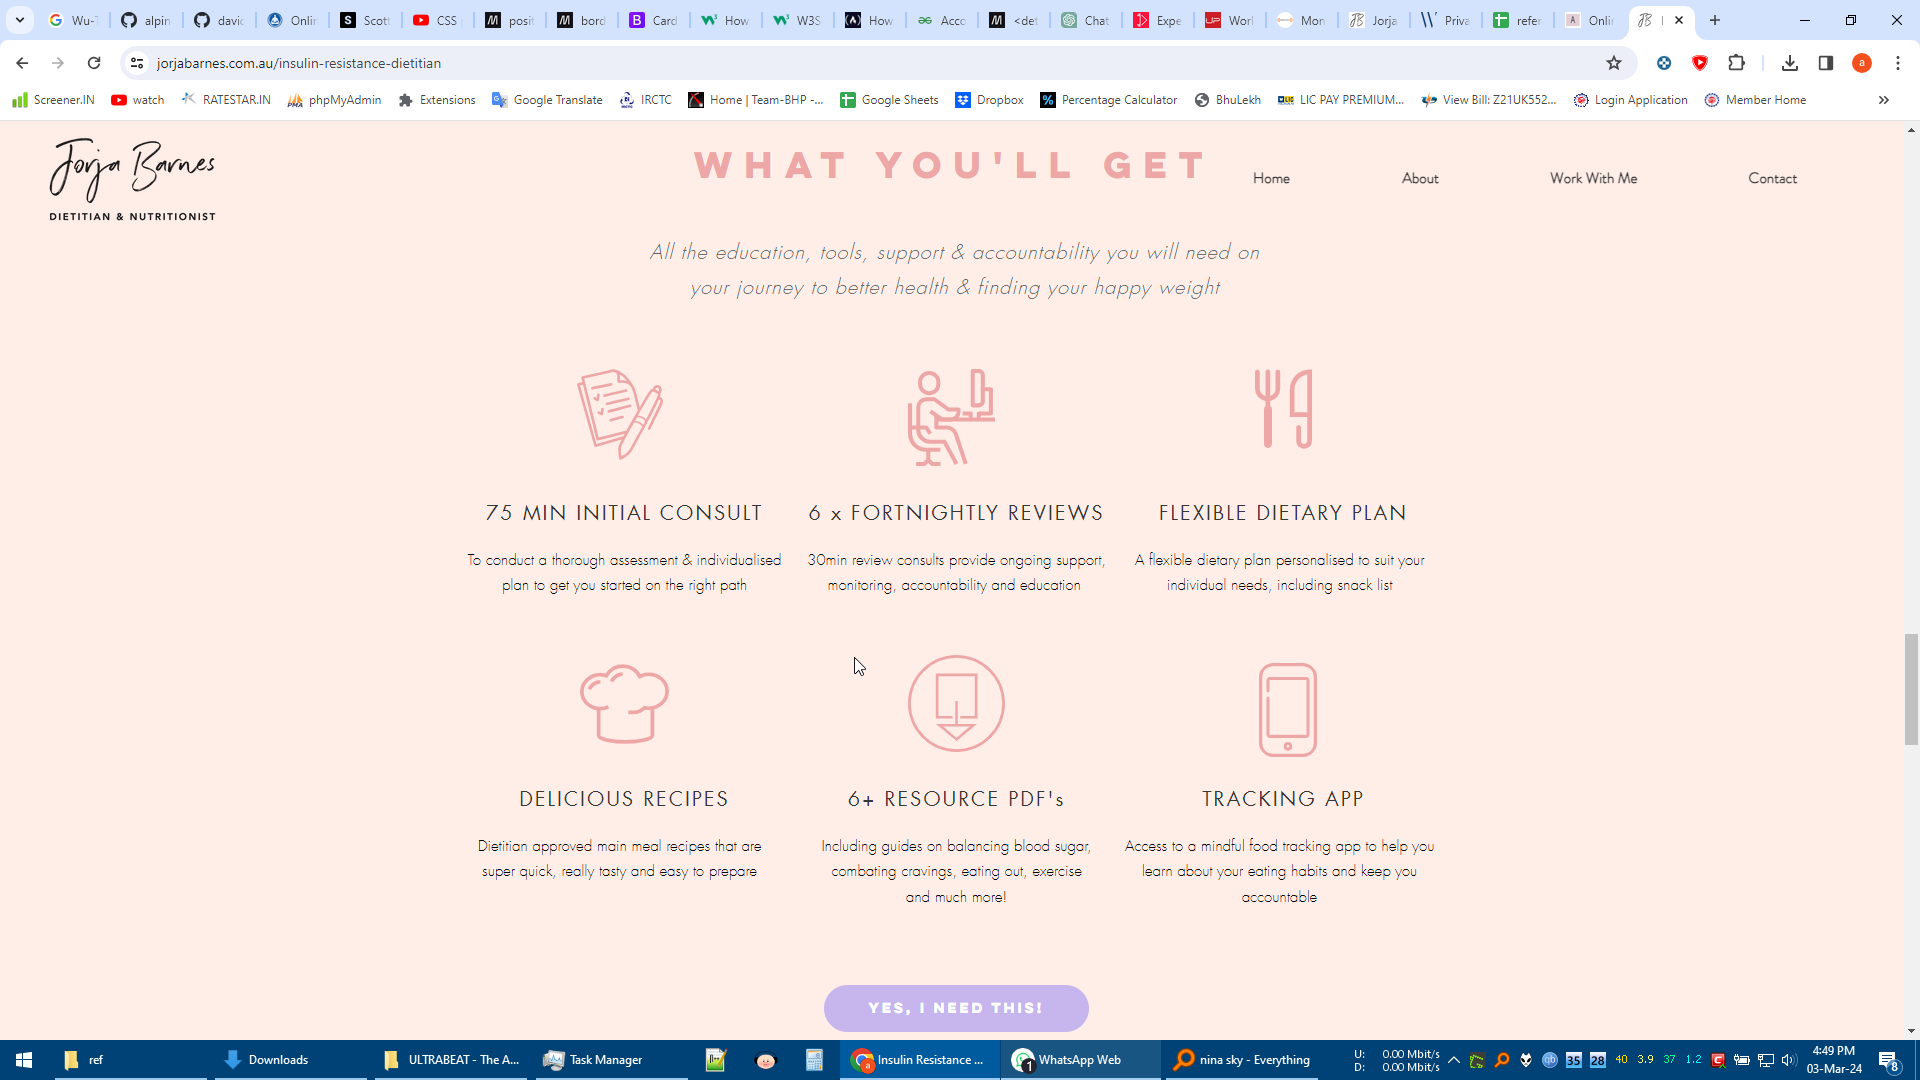 Wu-T
alpin
davic
Onlin
Scott
CSS
posit
bord
Card
How
W3S
How
Acco
<det
Chat
Expe
Worl
Mon
Jorja
Priva
refer
Onlin
jorjabarnes.com.au/insulin-resistance-dietitian
a
Screener.IN
watch
RATESTAR.IN
phpMyAdmin
Extensions
Google Translate
IRCTC
Home | Team-BHP -...
Google Sheets
Dropbox
Percentage Calculator
BhuLekh
LIC PAY PREMIUM...
View Bill: Z21UK552...
Login Application
Member Home
Jorja Barnes
DIETITIAN & NUTRITIONIST
WHAT YOU'LL GET
Home
About
Work With Me
Contact
All the education, tools, support & accountability you will need on
your journey to better health & finding your happy weight
75 MIN INITIAL CONSULT
To conduct a thorough assessment & individualised
plan to get you started on the right path
6 x FORTNIGHTLY REVIEWS
30min review consults provide ongoing support,
monitoring, accountability and education
FLEXIBLE DIETARY PLAN
A flexible dietary plan personalised to suit your
individual needs, including snack list
DELICIOUS RECIPES
Dietitian approved main meal recipes that are
super quick, really tasty and easy to prepare
6+ RESOURCE PDF's
Including guides on balancing blood sugar,
combating cravings, eating out, exercise
and much more!
TRACKING APP
Access to a mindful food tracking app to help you
learn about your eating habits and keep you
accountable
YES, I NEED THIS!
ref
Downloads
ULTRABEAT - The A...
Task Manager
Insulin Resistance ...
1
WhatsApp Web
nina sky - Everything
U: 0.00 Mbit/s
D: 0.00 Mbit/s
35
28
40
3.9
37
1.2
4:49 PM
03-Mar-24
8